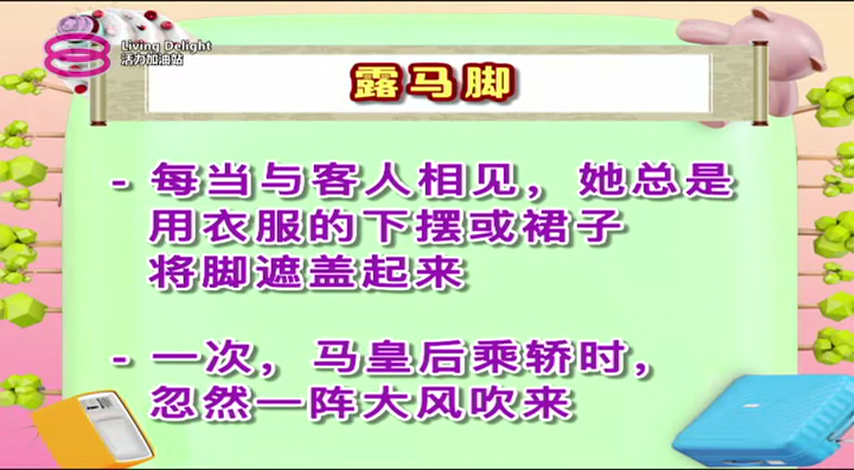 Living Delight
活力加油站
露马脚
- 每当与客人相见，她总是
用衣服的下摆或裙子
将脚遮盖起来
- 一次，马皇后乘轿时，
忽然一阵大风吹来